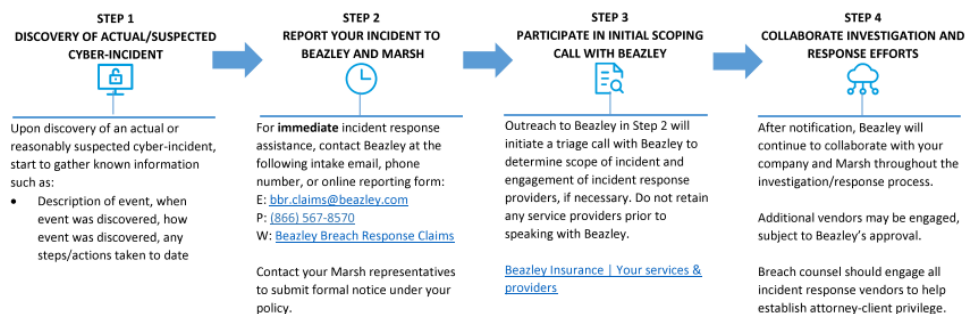 STEP 1
DISCOVERY OF ACTUAL/SUSPECTED
CYBER-INCIDENT
Upon discovery of an actual or
reasonably suspected cyber-incident,
start to gather known information
such as:
• Description of event, when
event was discovered, how
event was discovered, any
steps/actions taken to date
STEP 2
REPORT YOUR INCIDENT TO
BEAZLEY AND MARSH
For immediate incident response
assistance, contact Beazley at the
following intake email, phone
number, or online reporting form:
E: bbr.claims@beazley.com
P: (866) 567-8570
W: Beazley Breach Response Claims
Contact your Marsh representatives
to submit formal notice under your
policy.
STEP 3
PARTICIPATE IN INITIAL SCOPING
CALL WITH BEAZLEY
Outreach to Beazley in Step 2 will
initiate a triage call with Beazley to
determine scope of incident and
engagement of incident response
providers, if necessary. Do not retain
any service providers prior to
speaking with Beazley.
Beazley Insurance | Your services &
providers
STEP 4
COLLABORATE INVESTIGATION AND
RESPONSE EFFORTS
After notification, Beazley will
continue to collaborate with your
company and Marsh throughout the
investigation/response process.
Additional vendors may be engaged,
subject to Beazley's approval.
Breach counsel should engage all
incident response vendors to help
establish attorney-client privilege.